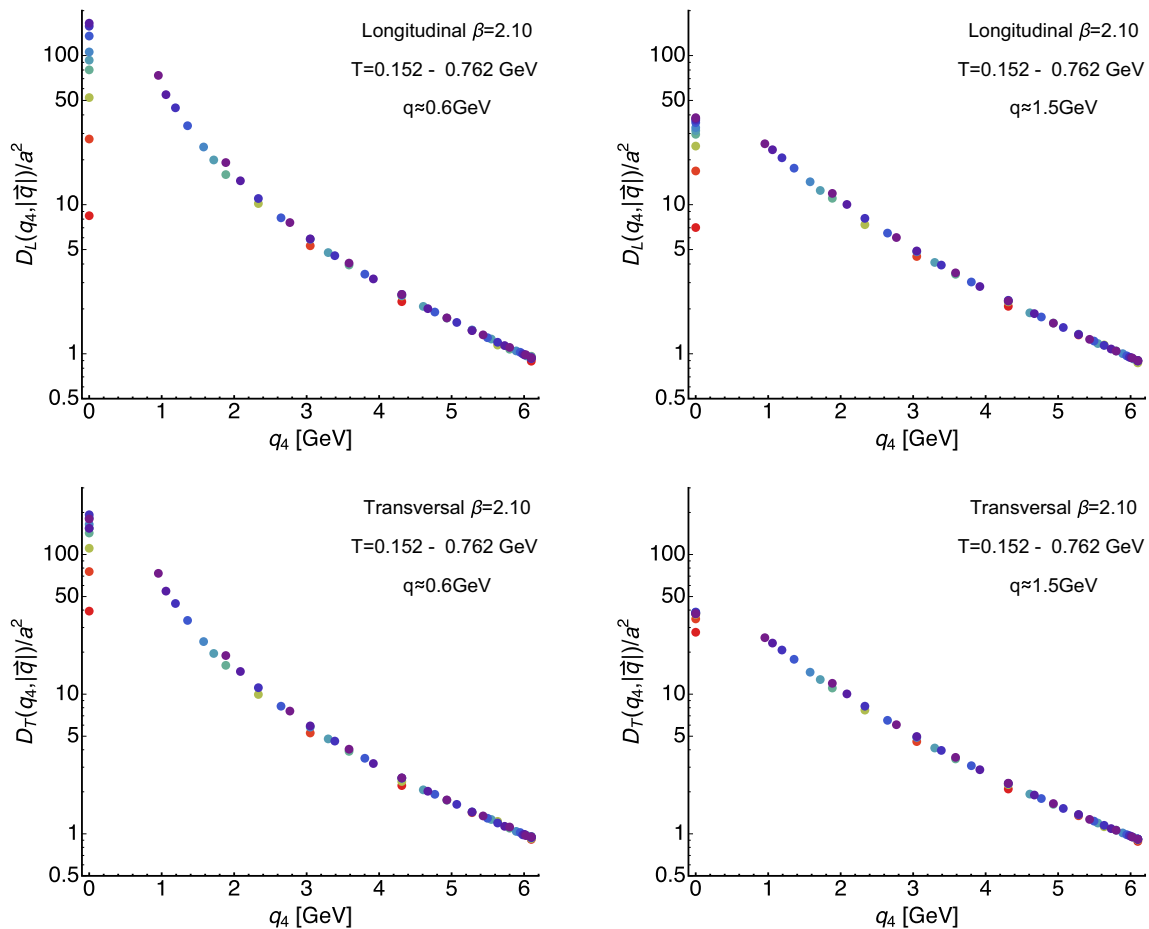 Longitudinal β=2.10
T=0.152 - 0.762 GeV
q≈0.6GeV
100
50
10
5
1
0.5
0 1 2 3 4 5 6
D_L(q_4,|q⃗|)/a^2
q_4 [GeV]
Longitudinal β=2.10
T=0.152 - 0.762 GeV
q≈1.5GeV
100
50
10
5
1
0.5
0 1 2 3 4 5 6
D_L(q_4,|q⃗|)/a^2
q_4 [GeV]
Transversal β=2.10
T=0.152 - 0.762 GeV
q≈0.6GeV
100
50
10
5
1
0.5
0 1 2 3 4 5 6
D_T(q_4,|q⃗|)/a^2
q_4 [GeV]
Transversal β=2.10
T=0.152 - 0.762 GeV
q≈1.5GeV
100
50
10
5
1
0.5
0 1 2 3 4 5 6
D_T(q_4,|q⃗|)/a^2
q_4 [GeV]